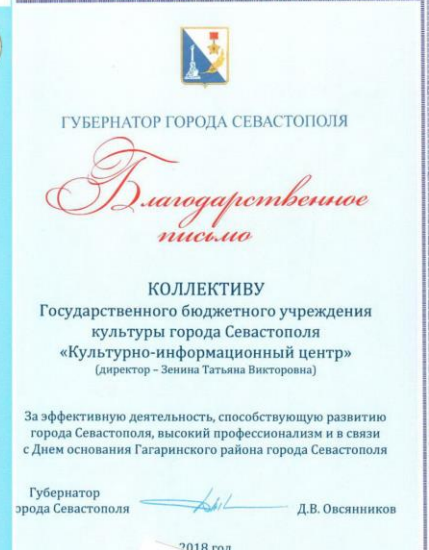 ГУБЕРНАТОР ГОРОДА СЕВАСТОПОЛЯ
Благодарственное
письмо
КОЛЛЕКТИВУ
Государственного бюджетного учреждения
культуры города Севастополя
«Культурно-информационный центр»
(директор – Зенина Татьяна Викторовна)
За эффективную деятельность, способствующую развитию
города Севастополя, высокий профессионализм и в связи
с Днем основания Гагаринского района города Севастополя
Губернатор
орода Севастополя
Д.В. Овсянников
2018 год